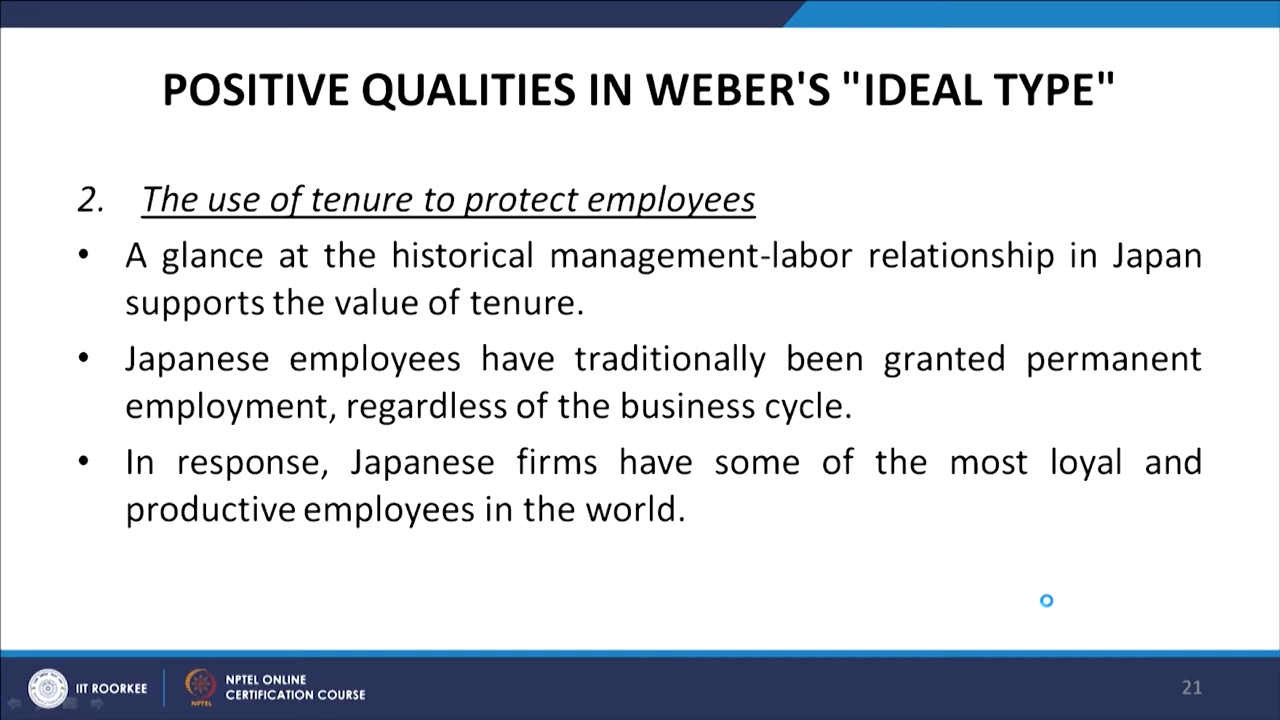 POSITIVE QUALITIES IN WEBER'S "IDEAL TYPE"
2. The use of tenure to protect employees
• A glance at the historical management-labor relationship in Japan
supports the value of tenure.
• Japanese employees have traditionally been granted permanent
employment, regardless of the business cycle.
• In response, Japanese firms have some of the most loyal and
productive employees in the world.
IIT ROORKEE
NPTEL
NPTEL ONLINE
CERTIFICATION COURSE
21